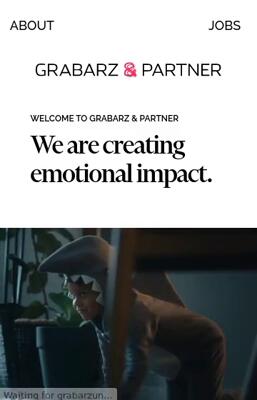 ABOUT
JOBS
GRABARZ & PARTNER
WELCOME TO GRABARZ & PARTNER
We are creating
emotional impact.
Waiting for grabarzun...